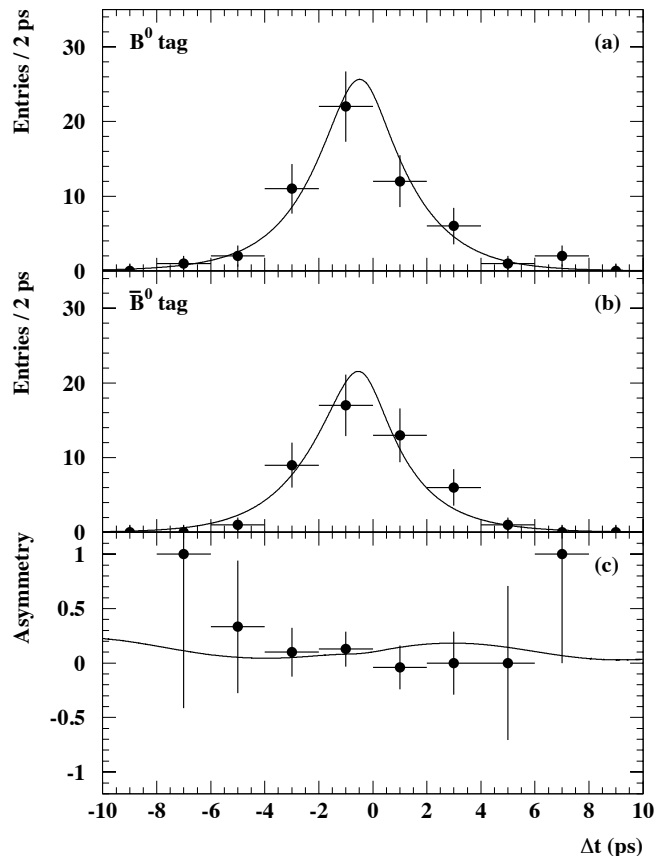 Entries / 2 ps
B⁰ tag
(a)
30
20
10
0
Entries / 2 ps
B̅⁰ tag
(b)
30
20
10
0
Asymmetry
(c)
1
0.5
0
-0.5
-1
-10 -8 -6 -4 -2 0 2 4 6 8 10
Δt (ps)